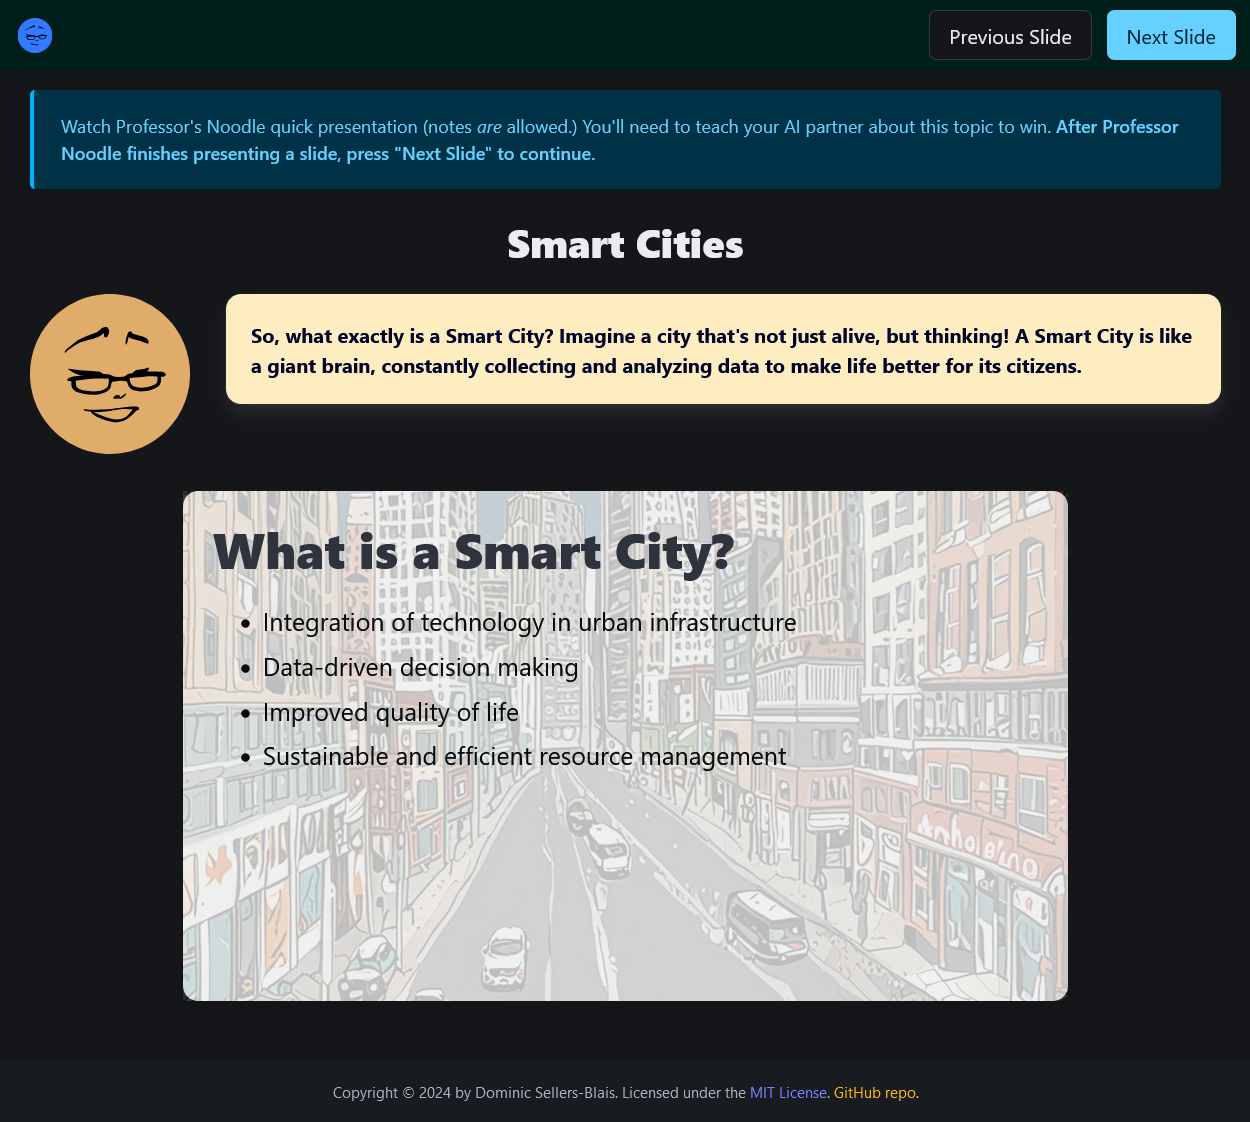 Previous Slide
Next Slide
Watch Professor's Noodle quick presentation (notes are allowed.) You'll need to teach your AI partner about this topic to win. After Professor
Noodle finishes presenting a slide, press "Next Slide" to continue.
Smart Cities
So, what exactly is a Smart City? Imagine a city that's not just alive, but thinking! A Smart City is like
a giant brain, constantly collecting and analyzing data to make life better for its citizens.
What is a Smart City?
• Integration of technology in urban infrastructure
• Data-driven decision making
• Improved quality of life
• Sustainable and efficient resource management
Copyright © 2024 by Dominic Sellers-Blais. Licensed under the MIT License. GitHub repo.